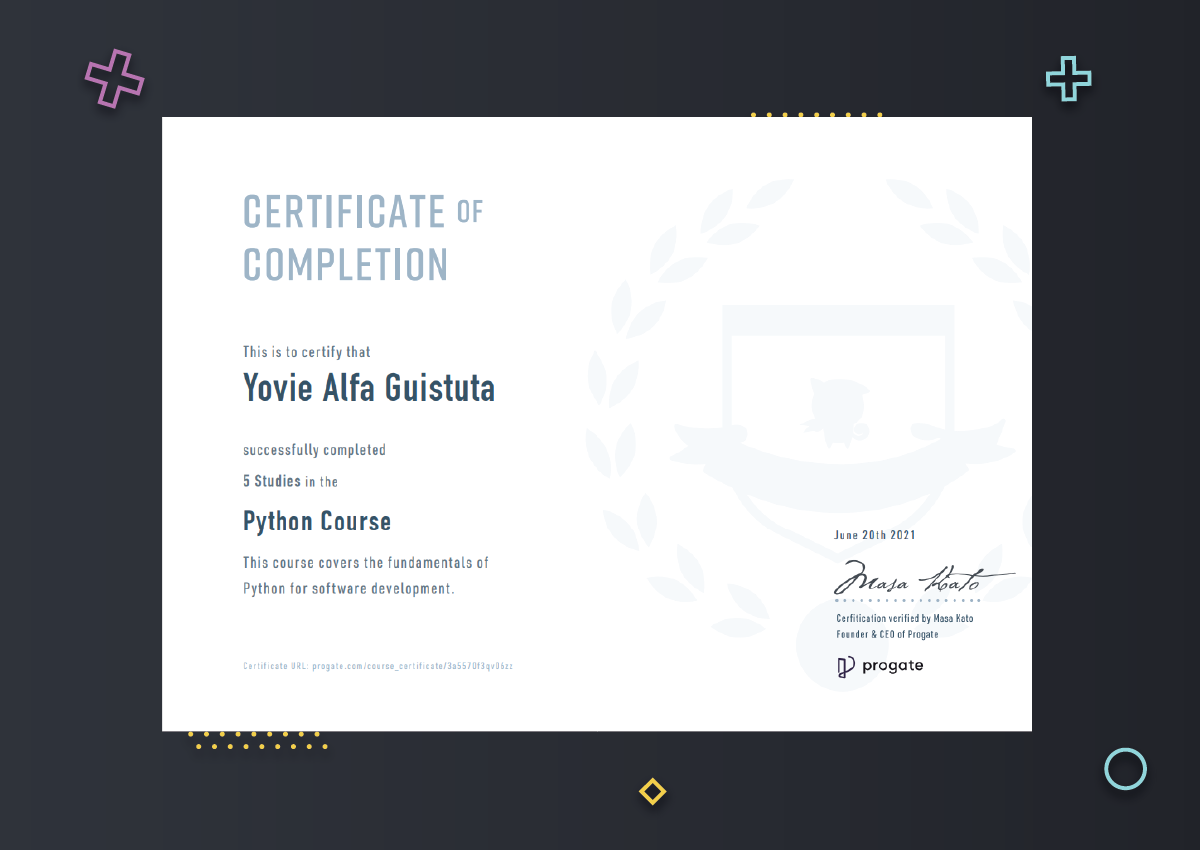 CERTIFICATE OF
COMPLETION
This is to certify that
Yovie Alfa Guistuta
successfully completed
5 Studies in the
Python Course
This course covers the fundamentals of
Python for software development.
Certificate URL: progate.com/course_certificate/3a5570f3qv06zz
June 20th 2021
Masa Kato
Cerfitication verified by Masa Kato
Founder & CEO of Progate
progate